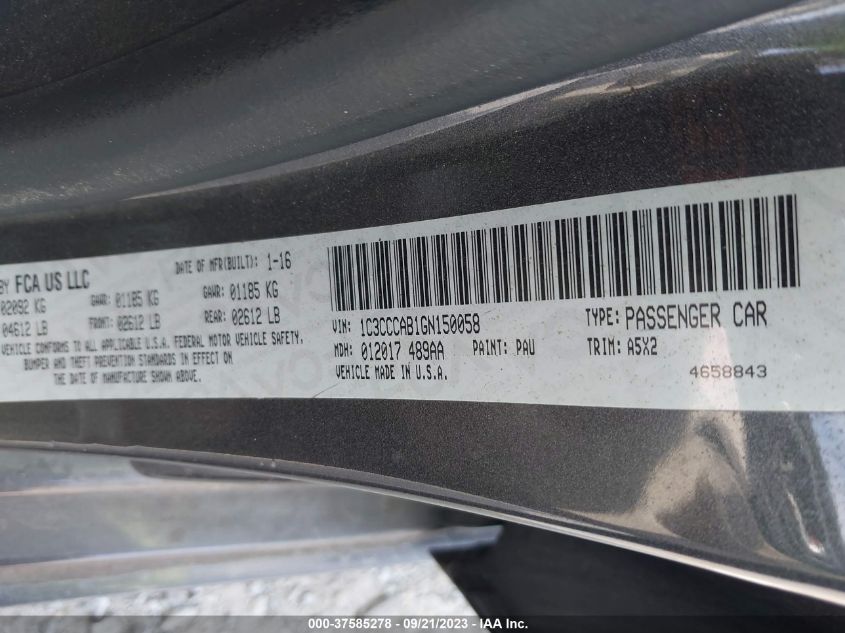 BY FCA US LLC
DATE OF MFR(BUILT): 1-16
02092 KG GAWR: 01185 KG GAWR: 01185 KG
04612 LB FRONT: 02612 LB REAR: 02612 LB
VEHICLE CONFORMS TO ALL APPLICABLE U.S.A. FEDERAL MOTOR VEHICLE SAFETY,
BUMPER AND THEFT PREVENTION STANDARDS IN EFFECT ON
THE DATE OF MANUFACTURE SHOWN ABOVE.
VIN: 1C3CCCAB1GN150058 TYPE: PASSENGER CAR
MDH: 012017 489AA PAINT: PAU TRIM: A5X2
VEHICLE MADE IN U.S.A. 4658843
000-37585278 - 09/21/2023 - IAA Inc.